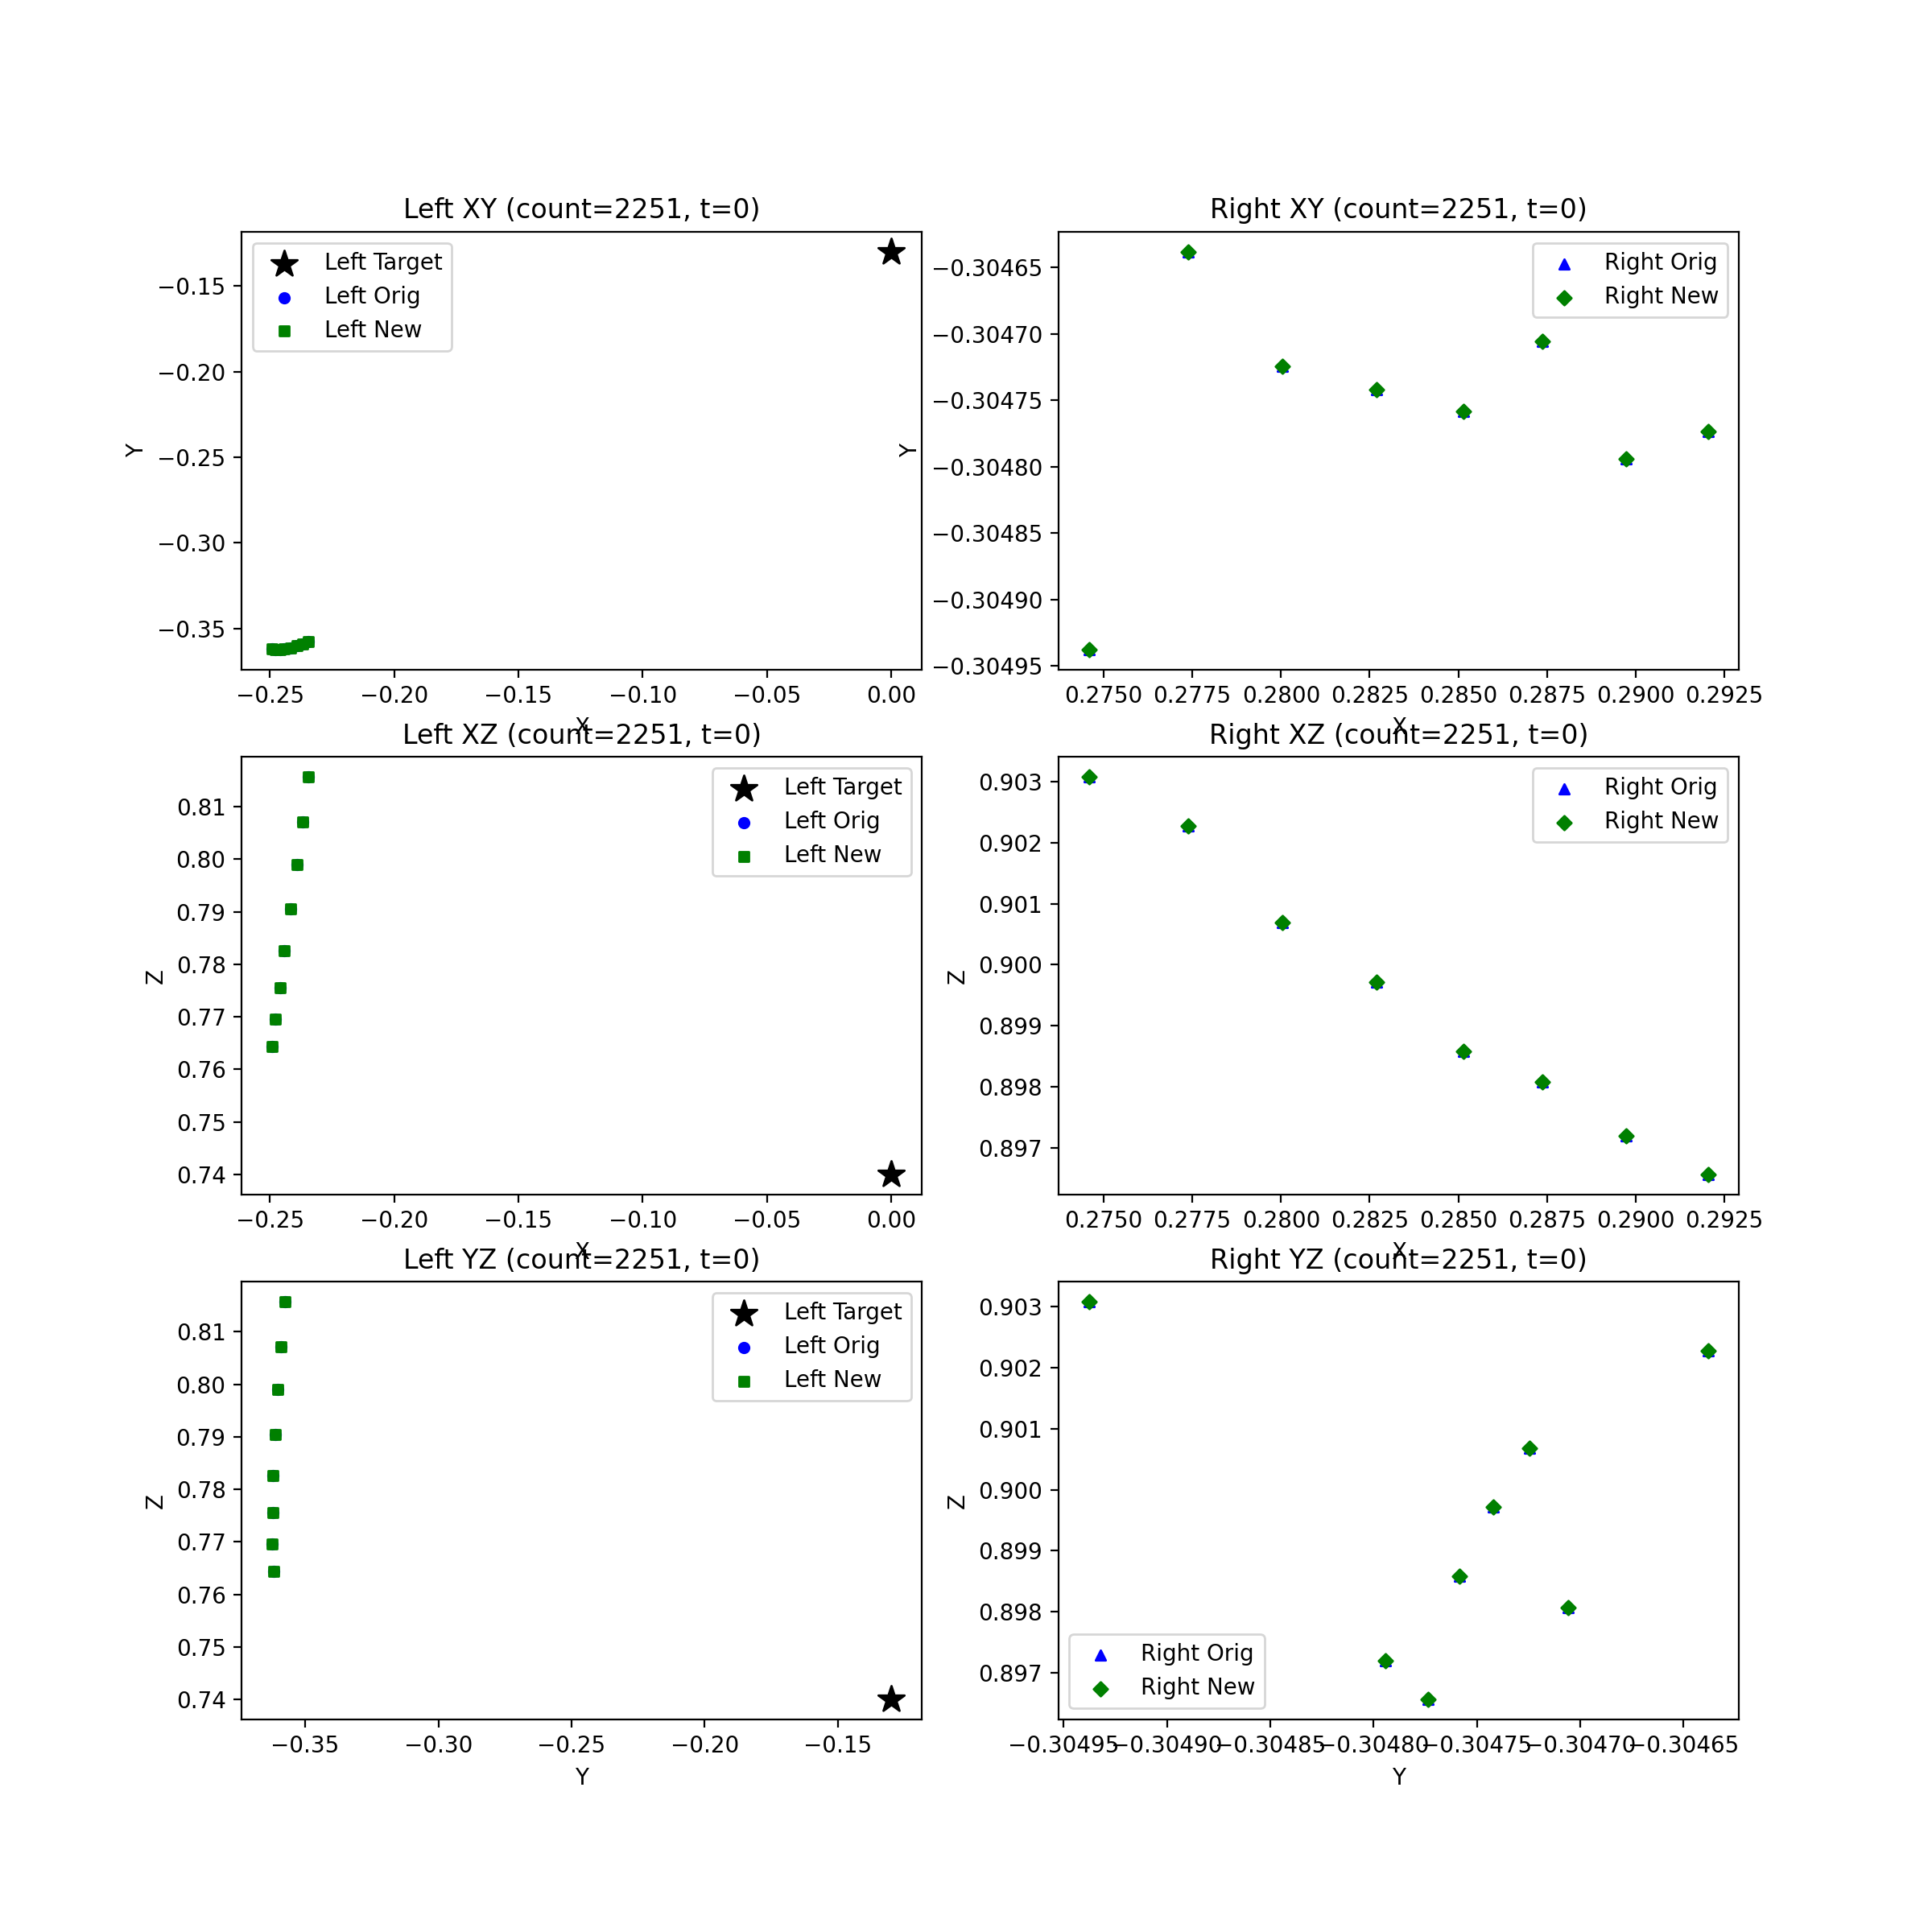 Left XY (count=2251, t=0)
Left Target
Left Orig
Left New
−0.15
−0.20
−0.25
−0.30
−0.35
Y
−0.25
−0.20
−0.15
−0.10
−0.05
0.00
X
Right XY (count=2251, t=0)
Right Orig
Right New
−0.30465
−0.30470
−0.30475
−0.30480
−0.30485
−0.30490
−0.30495
Y
0.2750
0.2775
0.2800
0.2825
0.2850
0.2875
0.2900
0.2925
X
Left XZ (count=2251, t=0)
Left Target
Left Orig
Left New
0.81
0.80
0.79
0.78
0.77
0.76
0.75
0.74
Z
−0.25
−0.20
−0.15
−0.10
−0.05
0.00
X
Right XZ (count=2251, t=0)
Right Orig
Right New
0.903
0.902
0.901
0.900
0.899
0.898
0.897
Z
0.2750
0.2775
0.2800
0.2825
0.2850
0.2875
0.2900
0.2925
X
Left YZ (count=2251, t=0)
Left Target
Left Orig
Left New
0.81
0.80
0.79
0.78
0.77
0.76
0.75
0.74
Z
−0.35
−0.30
−0.25
−0.20
−0.15
Y
Right YZ (count=2251, t=0)
0.903
0.902
0.901
0.900
0.899
0.898
0.897
Z
Right Orig
Right New
−0.30495
−0.30490
−0.30485
−0.30480
−0.30475
−0.30470
−0.30465
Y